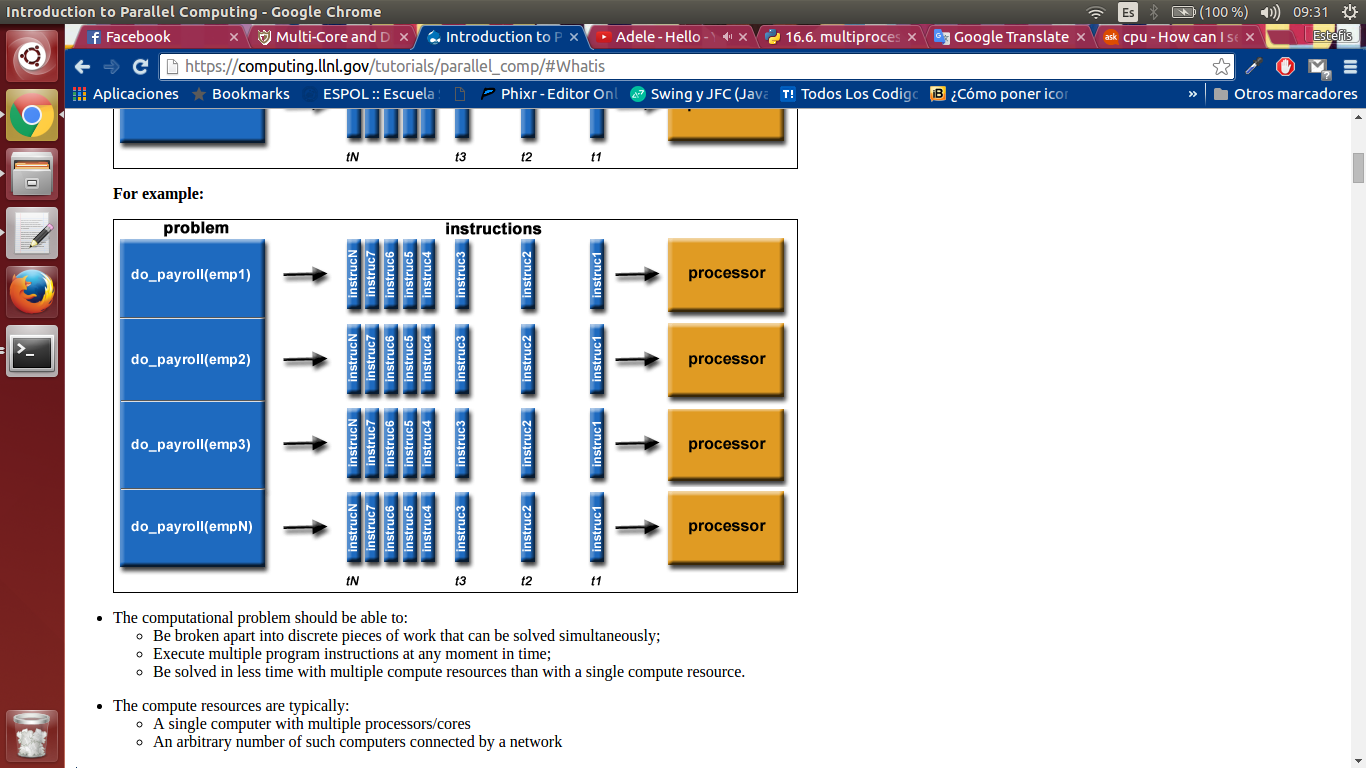 Introduction to Parallel Computing - Google Chrome
Es
(100 %)
09:31
Facebook
Multi-Core and D
Introduction to P
Adele - Hello -
16.6. multiproces
Google Translate
ask
cpu - How can I s
Estefis
https://computing.llnl.gov/tutorials/parallel_comp/#Whatis
Aplicaciones
Bookmarks
ESPOL :: Escuela
Phixr - Editor Onl
Swing y JFC (Java
T!
Todos Los Codigo
iB
¿Cómo poner icor
»
Otros marcadores
tN
t3
t2
t1
For example:
problem
instructions
do_payroll(emp1)
instrucN
instruc7
instruc6
instruc5
instruc4
instruc3
instruc2
instruc1
processor
do_payroll(emp2)
instrucN
instruc7
instruc6
instruc5
instruc4
instruc3
instruc2
instruc1
processor
do_payroll(emp3)
instrucN
instruc7
instruc6
instruc5
instruc4
instruc3
instruc2
instruc1
processor
do_payroll(empN)
instrucN
instruc7
instruc6
instruc5
instruc4
instruc3
instruc2
instruc1
processor
tN
t3
t2
t1
The computational problem should be able to:
Be broken apart into discrete pieces of work that can be solved simultaneously;
Execute multiple program instructions at any moment in time;
Be solved in less time with multiple compute resources than with a single compute resource.
The compute resources are typically:
A single computer with multiple processors/cores
An arbitrary number of such computers connected by a network